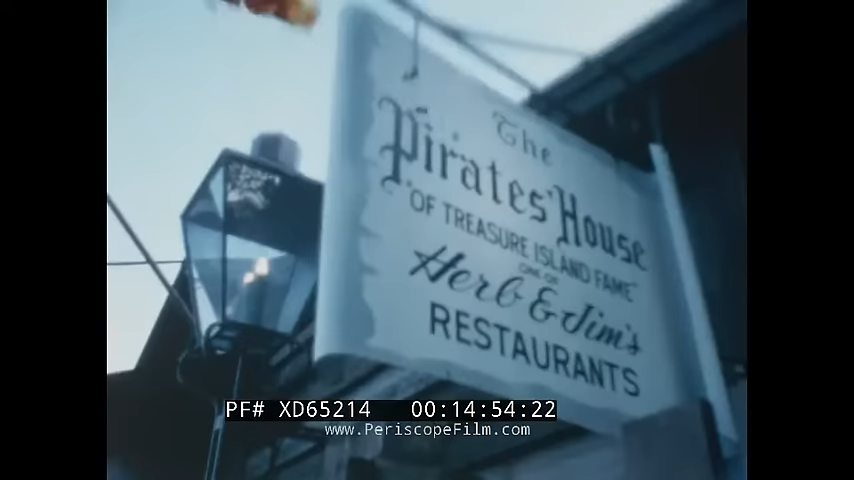 The
Pirates' House
OF TREASURE ISLAND FAME
ONE OF
Herb & Jim's
RESTAURANTS
PF# XD65214 00:14:54:22
www.PeriscopeFilm.com